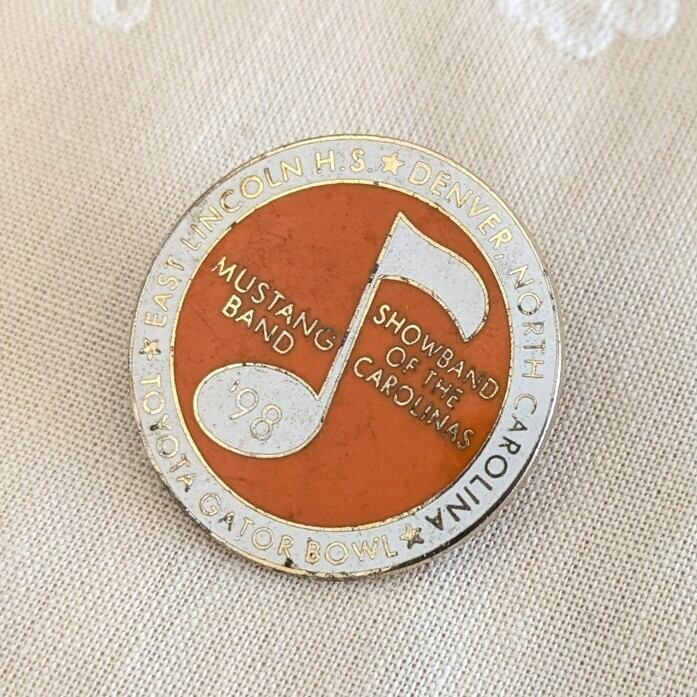 EAST LINCOLN H.S. ★ DENVER, NORTH CAROLINA ★ TOYOTA GATOR BOWL ★
MUSTANG
BAND
'98
SHOWBAND
OF THE
CAROLINAS